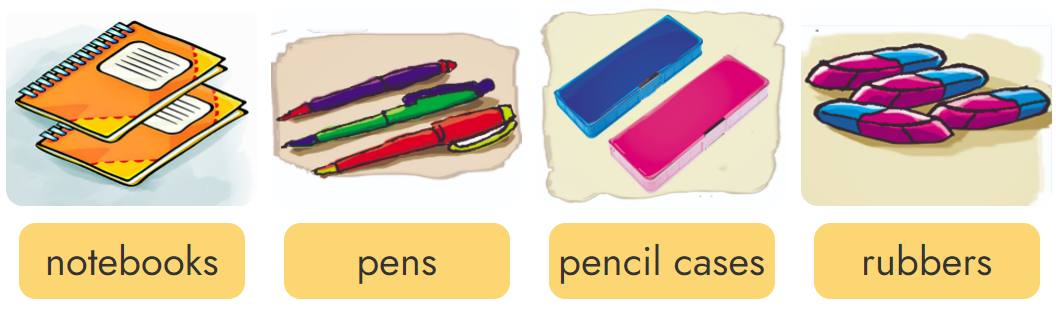 notebooks
pens
pencil cases
rubbers